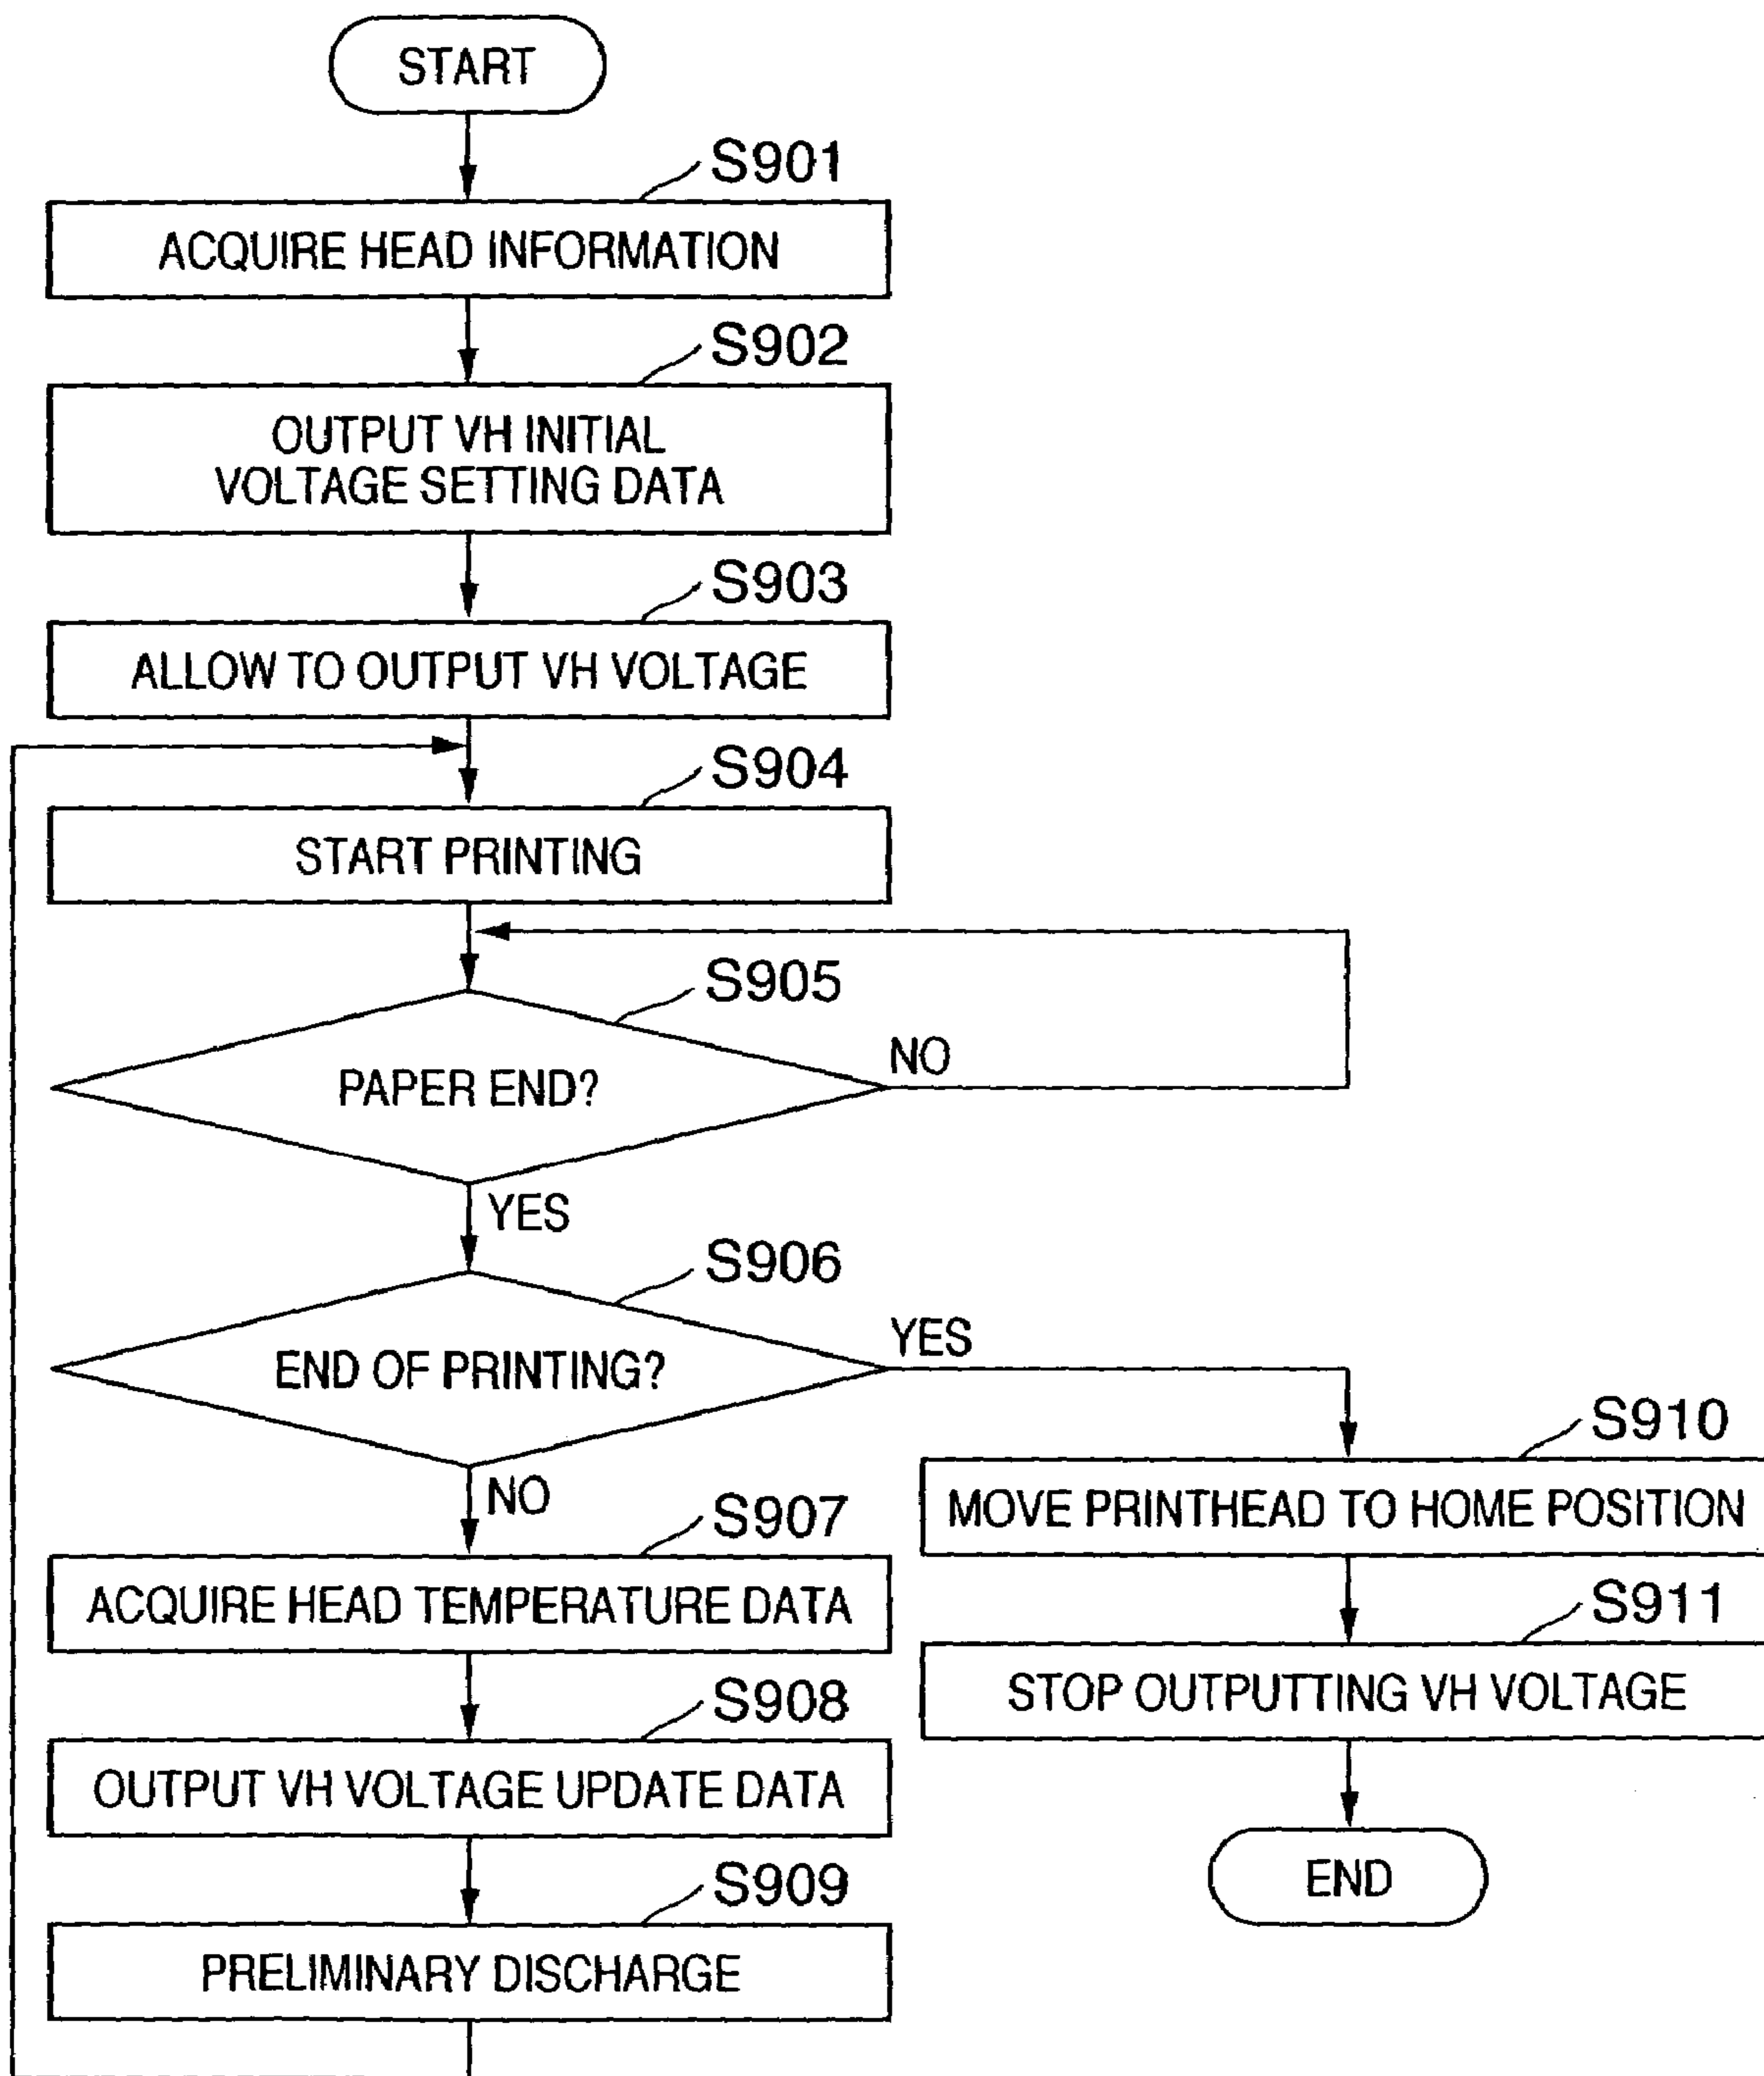 START
S901
ACQUIRE HEAD INFORMATION
S902
OUTPUT VH INITIAL
VOLTAGE SETTING DATA
S903
ALLOW TO OUTPUT VH VOLTAGE
S904
START PRINTING
S905
PAPER END?
NO
YES
S906
END OF PRINTING?
YES
NO
S907
ACQUIRE HEAD TEMPERATURE DATA
S908
OUTPUT VH VOLTAGE UPDATE DATA
S909
PRELIMINARY DISCHARGE
S910
MOVE PRINTHEAD TO HOME POSITION
S911
STOP OUTPUTTING VH VOLTAGE
END